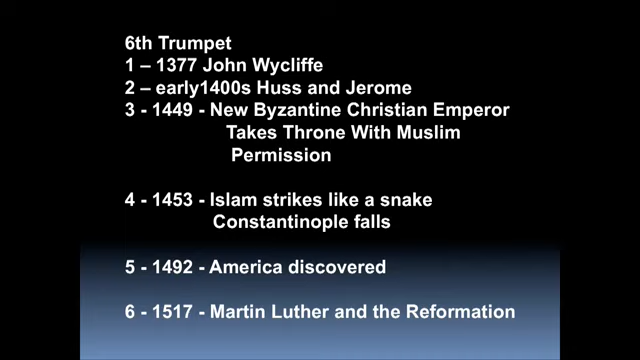 6th Trumpet
1 – 1377 John Wycliffe
2 – early1400s Huss and Jerome
3 - 1449 - New Byzantine Christian Emperor
Takes Throne With Muslim
Permission
4 - 1453 - Islam strikes like a snake
Constantinople falls
5 - 1492 - America discovered
6 - 1517 - Martin Luther and the Reformation